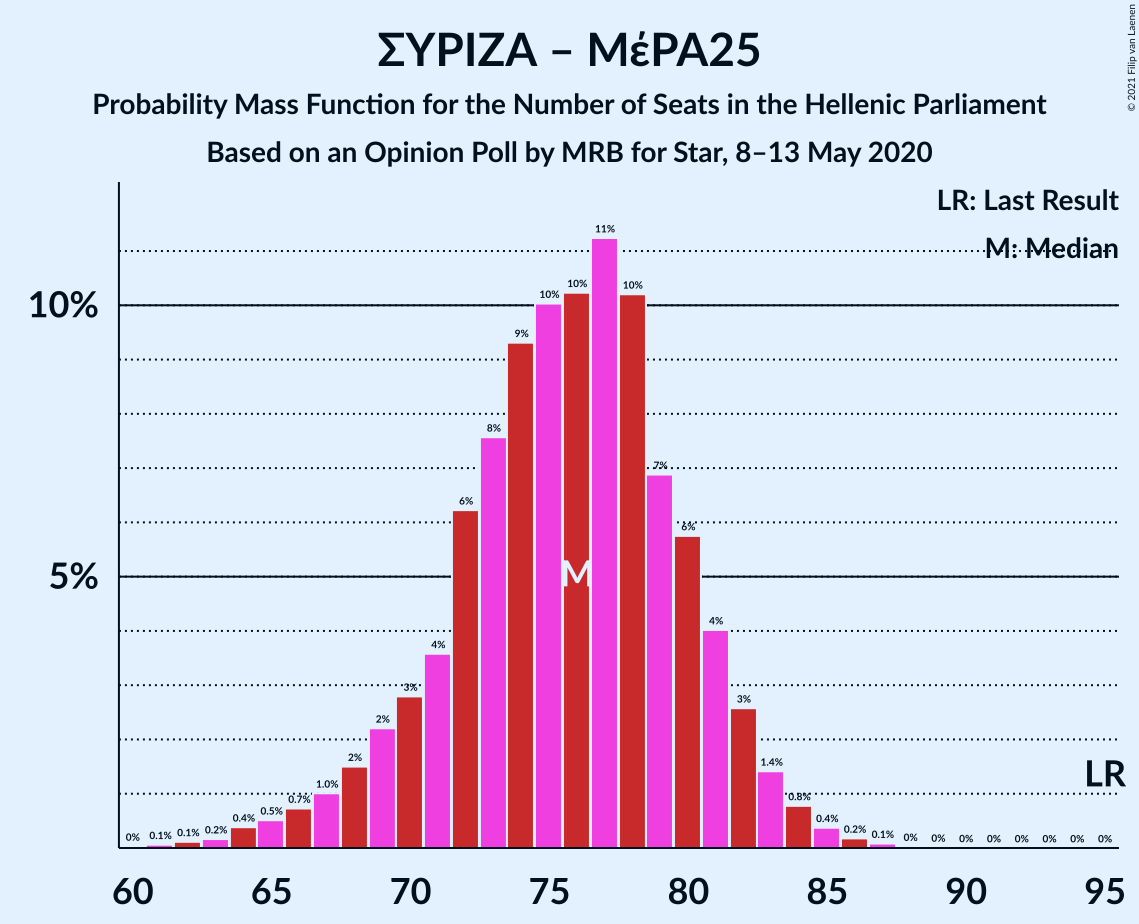 ΣΥΡΙΖΑ – ΜέΡΑ25
Probability Mass Function for the Number of Seats in the Hellenic Parliament
Based on an Opinion Poll by MRB for Star, 8–13 May 2020
© 2021 Filip van Laenen
LR: Last Result
M: Median
10%
5%
0% 0.1% 0.1% 0.2% 0.4% 0.5% 0.7% 1.0% 2% 2% 3% 4% 6% 8% 9% 10% 10% 11% 10% 7% 6% 4% 3% 1.4% 0.8% 0.4% 0.2% 0.1% 0% 0% 0% 0% 0% 0% 0% 0%
M
LR
60 65 70 75 80 85 90 95